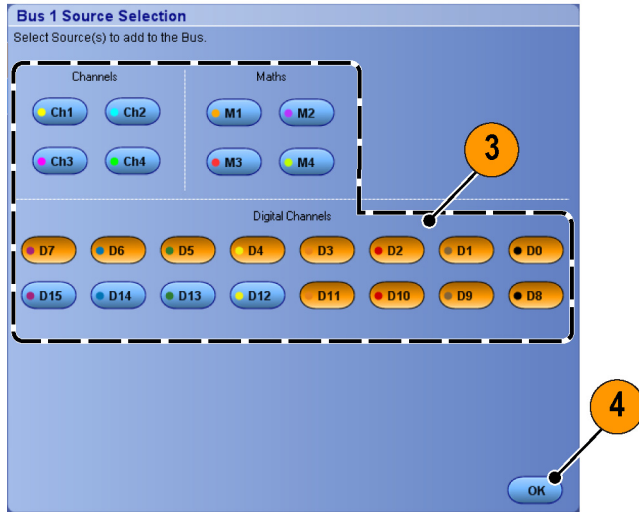 Bus 1 Source Selection
Select Source(s) to add to the Bus.
Channels Maths
Ch1 Ch2 M1 M2
Ch3 Ch4 M3 M4
3
Digital Channels
D7 D6 D5 D4 D3 D2 D1 D0
D15 D14 D13 D12 D11 D10 D9 D8
4
OK